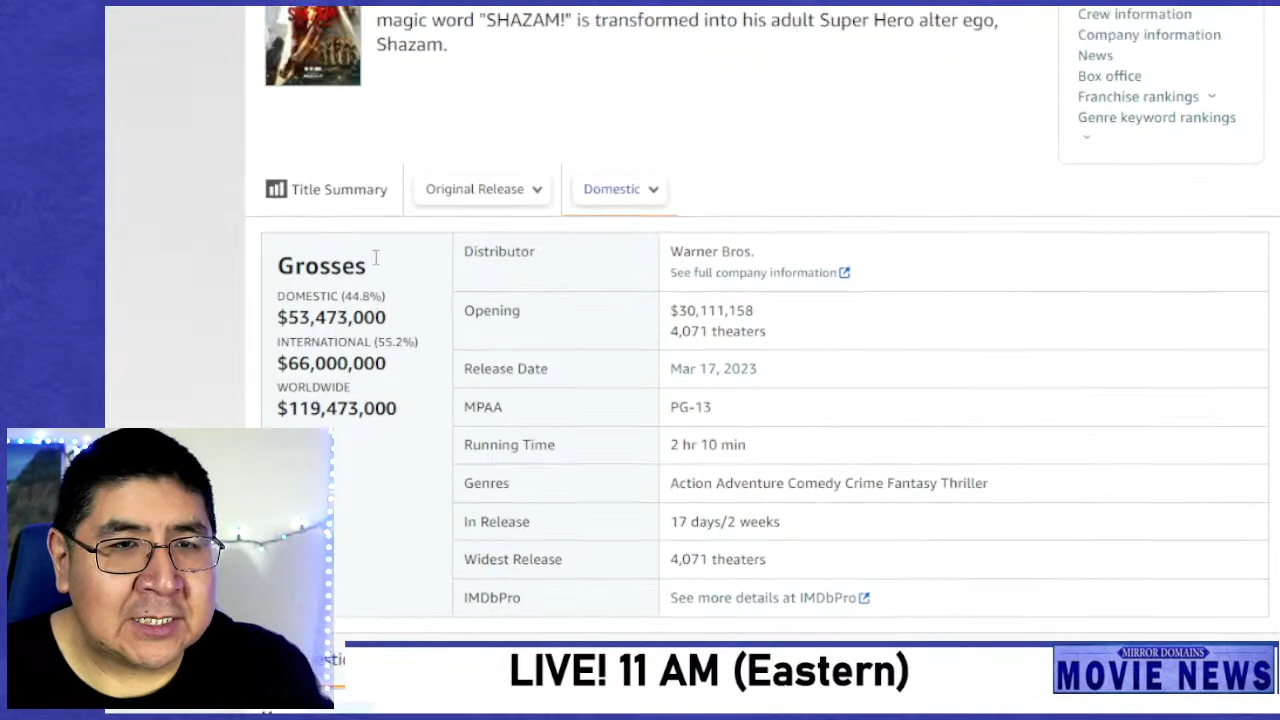 magic word "SHAZAM!" is transformed into his adult Super Hero alter ego,
Shazam.
Crew information
Company information
News
Box office
Franchise rankings
Genre keyword rankings
Title Summary
Original Release
Domestic
Grosses
DOMESTIC (44.8%)
$53,473,000
INTERNATIONAL (55.2%)
$66,000,000
WORLDWIDE
$119,473,000
Distributor
Warner Bros.
See full company information
Opening
$30,111,158
4,071 theaters
Release Date
Mar 17, 2023
MPAA
PG-13
Running Time
2 hr 10 min
Genres
Action Adventure Comedy Crime Fantasy Thriller
In Release
17 days/2 weeks
Widest Release
4,071 theaters
IMDbPro
See more details at IMDbPro
LIVE! 11 AM (Eastern)
MIRROR DOMAINS
MOVIE NEWS